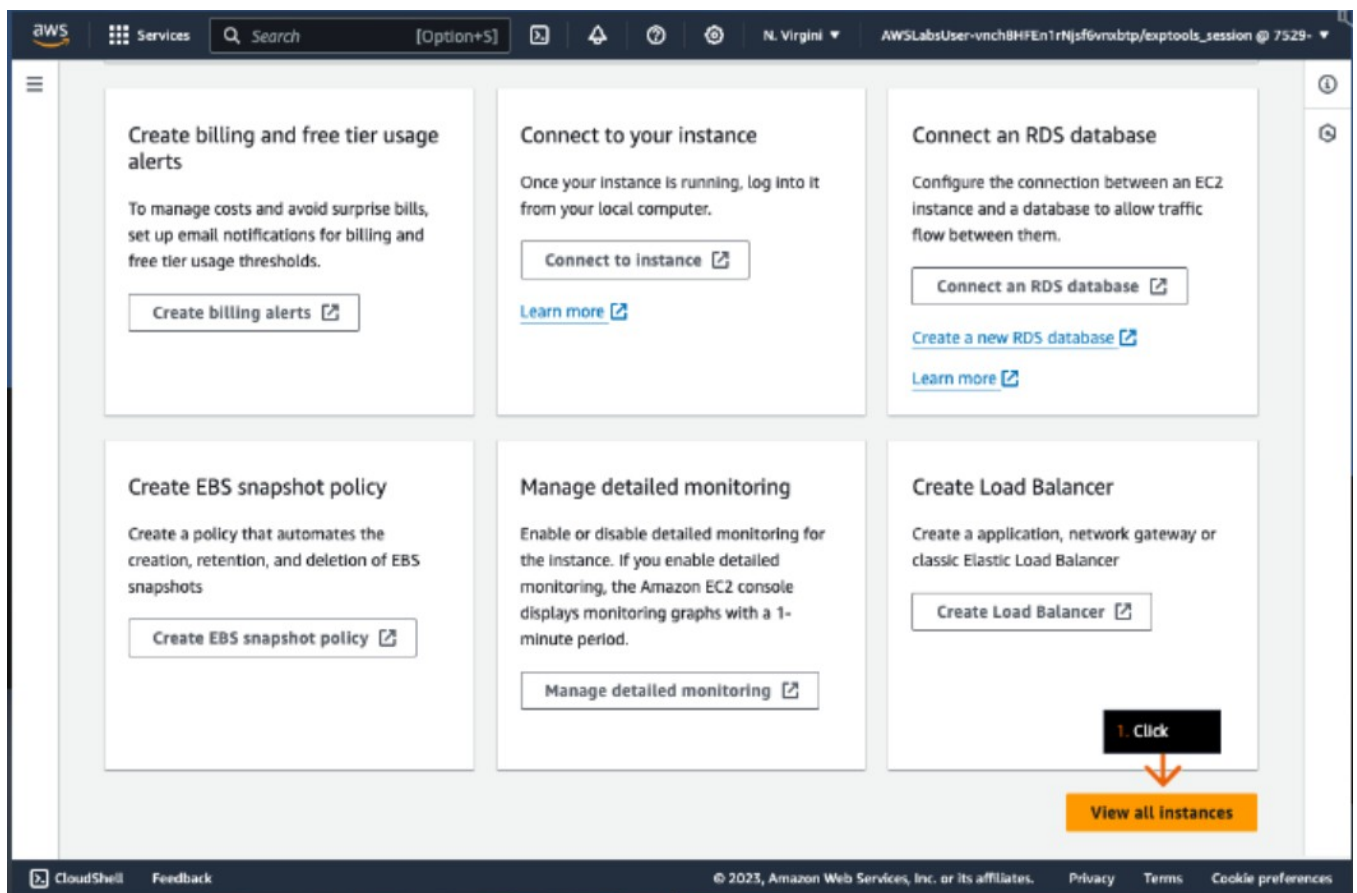 aws
Services
Search
[Option+S]
N. Virgini
AWSLabsUser-vnch8HFEn1rNjsf6vnxbtp/exptools_session @ 7529-
Create billing and free tier usage
alerts
To manage costs and avoid surprise bills,
set up email notifications for billing and
free tier usage thresholds.
Create billing alerts
Connect to your instance
Once your instance is running, log into it
from your local computer.
Connect to instance
Learn more
Connect an RDS database
Configure the connection between an EC2
instance and a database to allow traffic
flow between them.
Connect an RDS database
Create a new RDS database
Learn more
Create EBS snapshot policy
Create a policy that automates the
creation, retention, and deletion of EBS
snapshots
Create EBS snapshot policy
Manage detailed monitoring
Enable or disable detailed monitoring for
the instance. If you enable detailed
monitoring, the Amazon EC2 console
displays monitoring graphs with a 1-
minute period.
Manage detailed monitoring
Create Load Balancer
Create a application, network gateway or
classic Elastic Load Balancer
Create Load Balancer
1. Click
View all instances
CloudShell
Feedback
© 2023, Amazon Web Services, Inc. or its affiliates.
Privacy
Terms
Cookie preferences